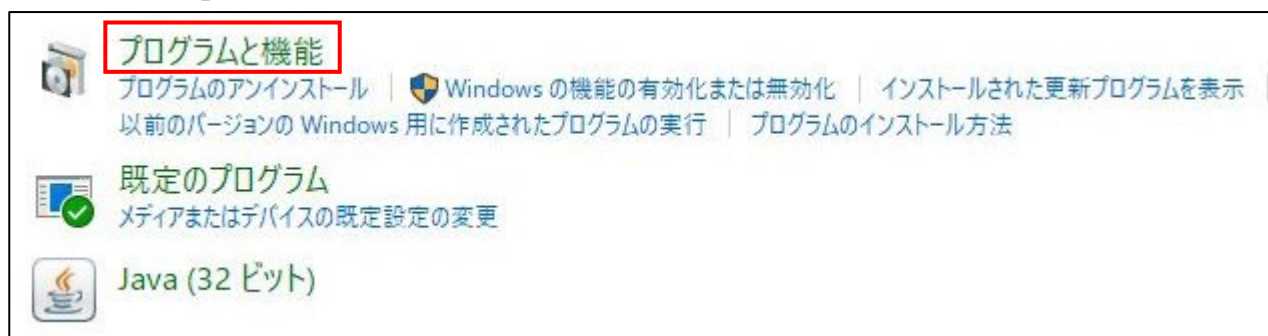 プログラムと機能
プログラムのアンインストール | Windows の機能の有効化または無効化 | インストールされた更新プログラムを表示 |
以前のバージョンの Windows 用に作成されたプログラムの実行 | プログラムのインストール方法
既定のプログラム
メディアまたはデバイスの既定設定の変更
Java (32 ビット)